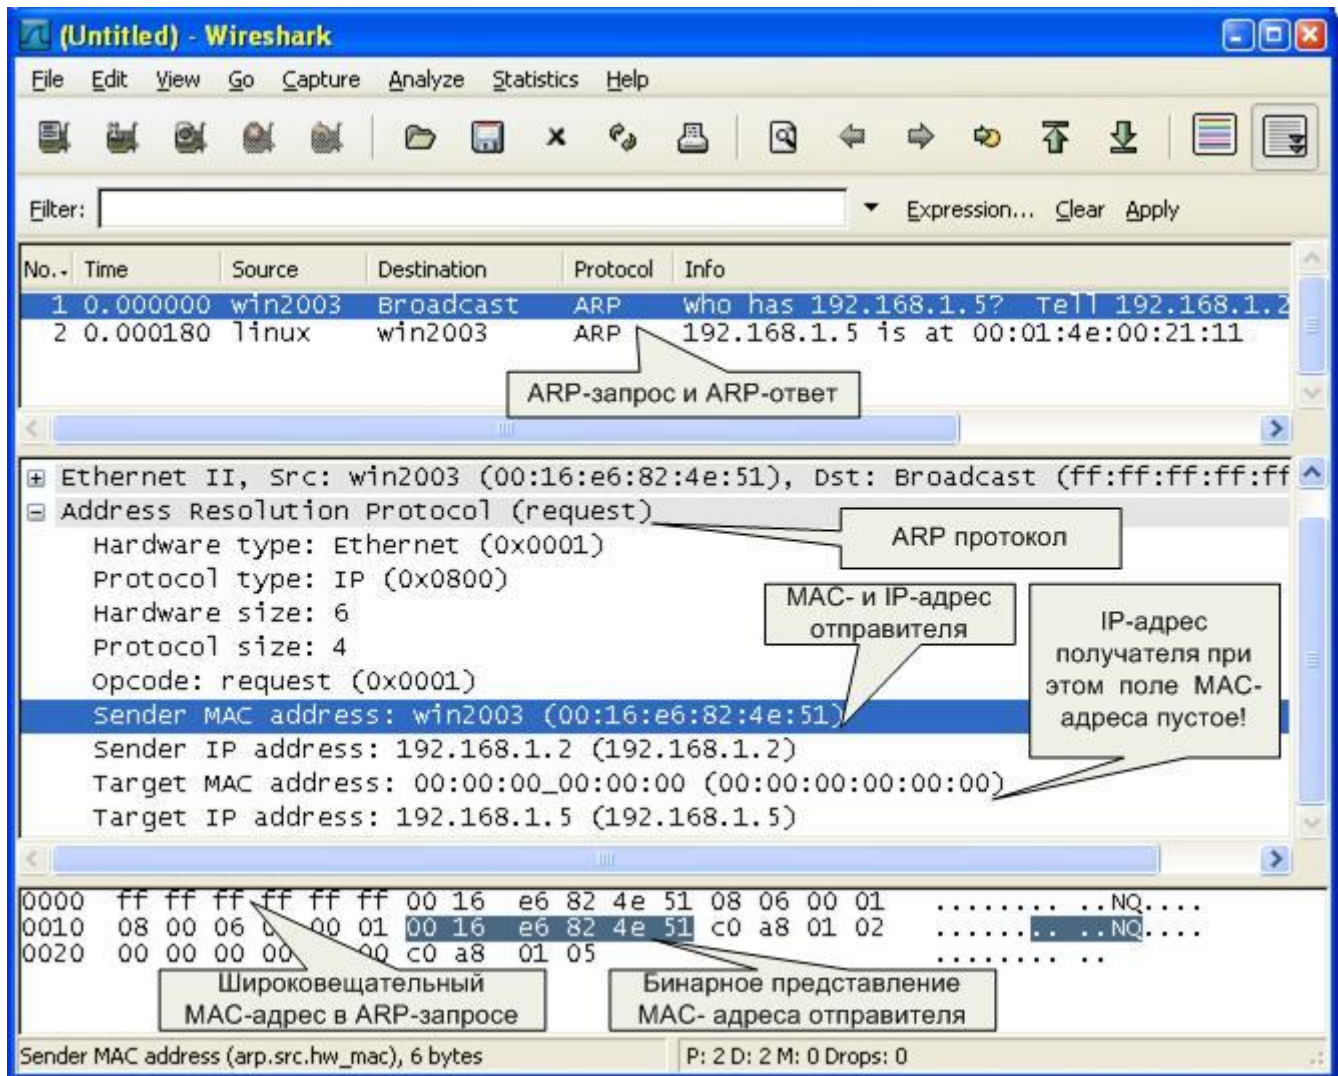 (Untitled) - Wireshark
File Edit View Go Capture Analyze Statistics Help
Filter: Expression... Clear Apply
No. Time Source Destination Protocol Info
1 0.000000 win2003 Broadcast ARP who has 192.168.1.5? Tell 192.168.1.2
2 0.000180 linux win2003 ARP 192.168.1.5 is at 00:01:4e:00:21:11
ARP-запрос и ARP-ответ
Ethernet II, Src: win2003 (00:16:e6:82:4e:51), Dst: Broadcast (ff:ff:ff:ff:ff
Address Resolution Protocol (request)
ARP протокол
Hardware type: Ethernet (0x0001)
Protocol type: IP (0x0800)
Hardware size: 6
Protocol size: 4
Opcode: request (0x0001)
MAC- и IP-адрес
отправителя
IP-адрес
получателя при
этом поле MAC-
адреса пустое!
Sender MAC address: win2003 (00:16:e6:82:4e:51)
Sender IP address: 192.168.1.2 (192.168.1.2)
Target MAC address: 00:00:00_00:00:00 (00:00:00:00:00:00)
Target IP address: 192.168.1.5 (192.168.1.5)
0000 ff ff ff ff ff ff 00 16 e6 82 4e 51 08 06 00 01 ........ ..NQ....
0010 08 00 06 00 01 00 16 e6 82 4e 51 c0 a8 01 02 ........ ..NQ....
0020 00 00 00 00 00 c0 a8 01 05 ........ ..
Широковещательный
MAC-адрес в ARP-запросе
Бинарное представление
MAC- адреса отправителя
Sender MAC address (arp.src.hw_mac), 6 bytes P: 2 D: 2 M: 0 Drops: 0